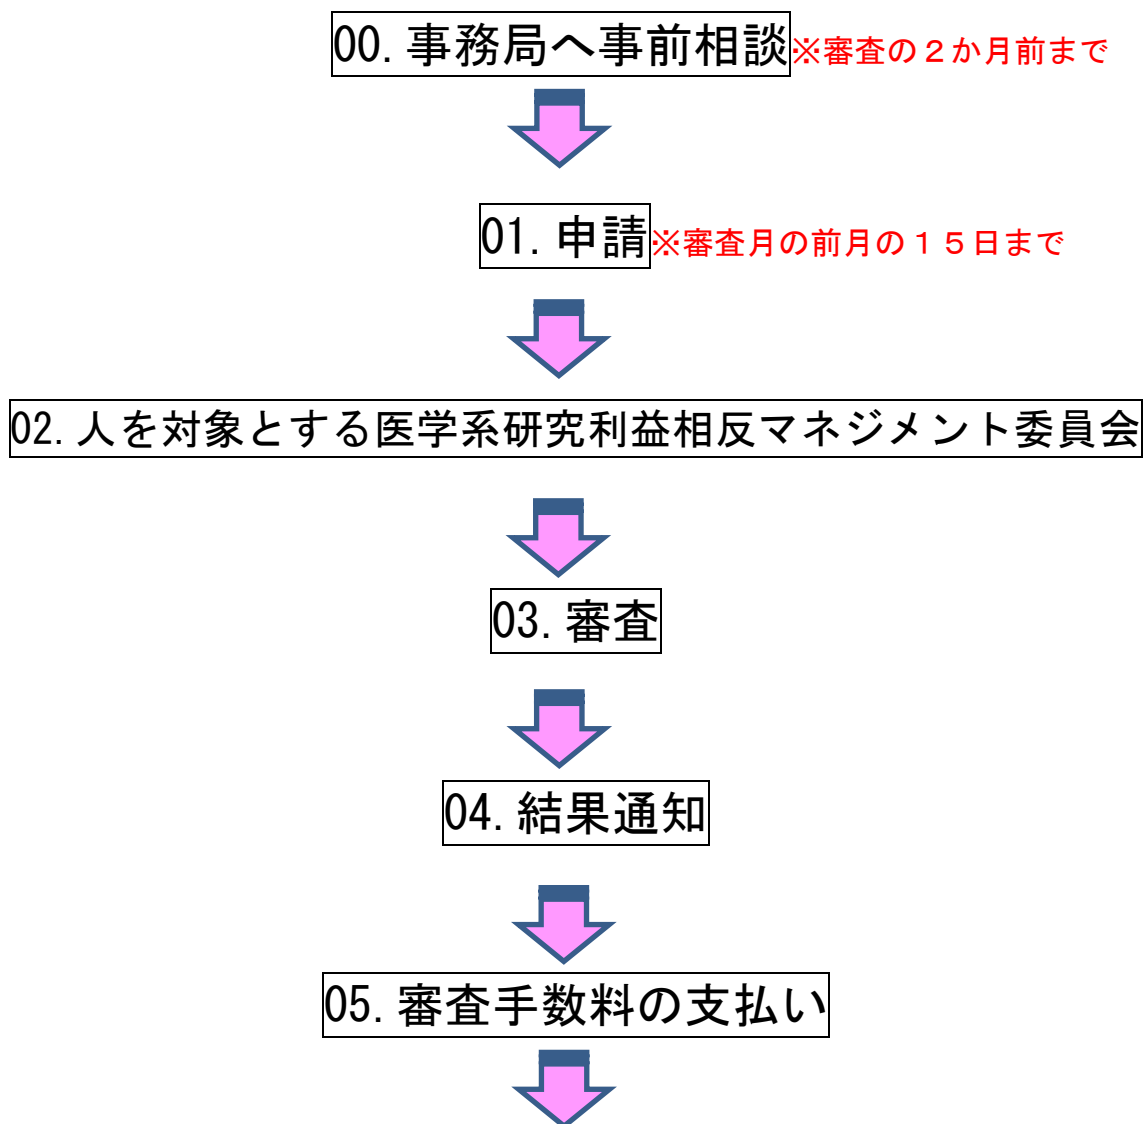 00.事務局へ事前相談※審査の２か月前まで
01.申請※審査月の前月の１５日まで
02.人を対象とする医学系研究利益相反マネジメント委員会
03.審査
04.結果通知
05.審査手数料の支払い